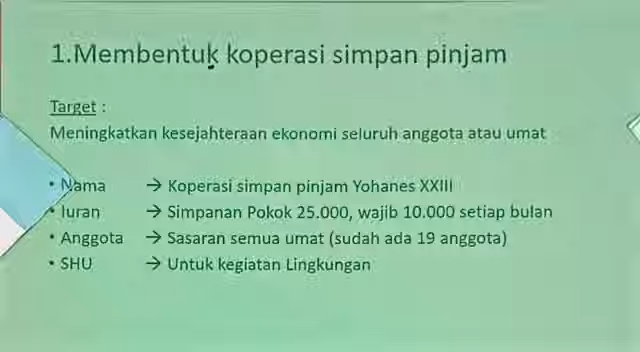 1.Membentuk koperasi simpan pinjam
Target :
Meningkatkan kesejahteraan ekonomi seluruh anggota atau umat
• Nama → Koperasi simpan pinjam Yohanes XXIII
• Iuran → Simpanan Pokok 25.000, wajib 10.000 setiap bulan
• Anggota → Sasaran semua umat (sudah ada 19 anggota)
• SHU → Untuk kegiatan Lingkungan